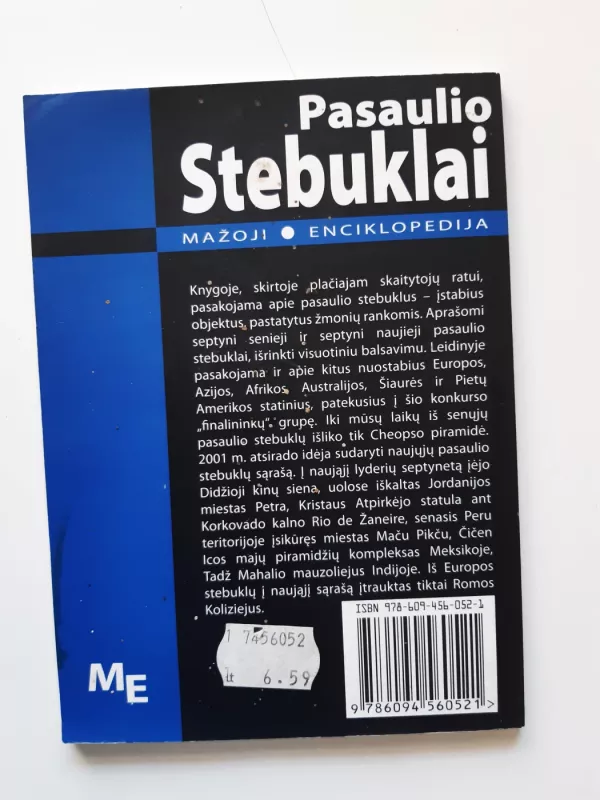 Pasaulio
Stebuklai
MAŽOJI ● ENCIKLOPEDIJA
Knygoje, skirtoje plačiajam skaitytojų ratui,
pasakojama apie pasaulio stebuklus – įstabius
objektus, pastatytus žmonių rankomis. Aprašomi
septyni senieji ir septyni naujieji pasaulio
stebuklai, išrinkti visuotiniu balsavimu. Leidinyje
pasakojama ir apie kitus nuostabius Europos,
Azijos, Afrikos, Australijos, Šiaurės ir Pietų
Amerikos statinius, patekusius į šio konkurso
„finalininkų“ grupę. Iki mūsų laikų iš senųjų
pasaulio stebuklų išliko tik Cheopso piramidė.
2001 m. atsirado idėja sudaryti naujųjų pasaulio
stebuklų sąrašą. Į naująjį lyderių septynetą įėjo
Didžioji kinų siena, uolose iškaltas Jordanijos
miestas Petra, Kristaus Atpirkėjo statula ant
Korkovado kalno Rio de Žaneire, senasis Peru
teritorijoje įsikūręs miestas Maču Pikču, Čičen
Icos majų piramidžių kompleksas Meksikoje,
Tadž Mahalio mauzoliejus Indijoje. Iš Europos
stebuklų į naująjį sąrašą įtrauktas tiktai Romos
Koliziejus.
ISBN 978-609-456-052-1
1 7456052
lt 6.59
ME
9 786094 560521 >